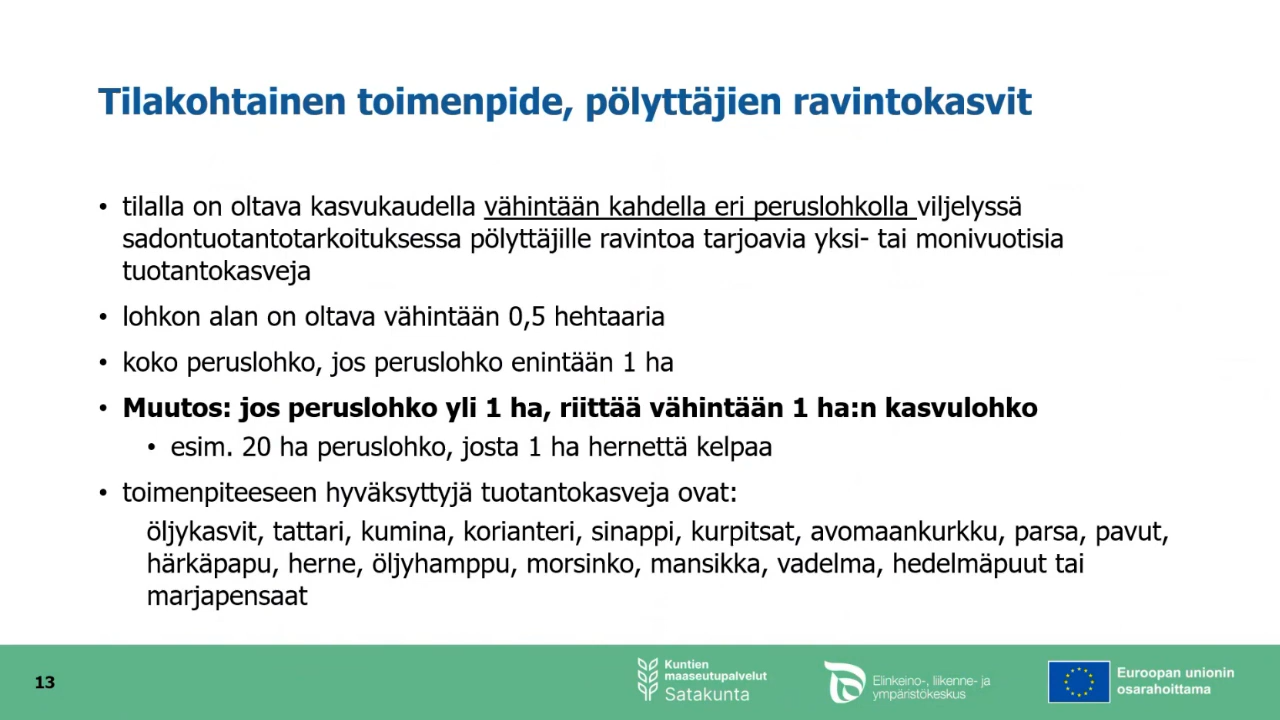 Tilakohtainen toimenpide, pölyttäjien ravintokasvit
• tilalla on oltava kasvukaudella vähintään kahdella eri peruslohkolla viljelyssä
sadontuotantotarkoituksessa pölyttäjille ravintoa tarjoavia yksi- tai monivuotisia
tuotantokasveja
• lohkon alan on oltava vähintään 0,5 hehtaaria
• koko peruslohko, jos peruslohko enintään 1 ha
• Muutos: jos peruslohko yli 1 ha, riittää vähintään 1 ha:n kasvulohko
• esim. 20 ha peruslohko, josta 1 ha hernettä kelpaa
• toimenpiteeseen hyväksyttyjä tuotantokasveja ovat:
öljykasvit, tattari, kumina, korianteri, sinappi, kurpitsat, avomaankurkku, parsa, pavut,
härkäpapu, herne, öljyhamppu, morsinko, mansikka, vadelma, hedelmäpuut tai
marjapensaat
13
Kuntien
maaseutupalvelut
Satakunta
Elinkeino-, liikenne- ja
ympäristökeskus
Euroopan unionin
osarahoittama